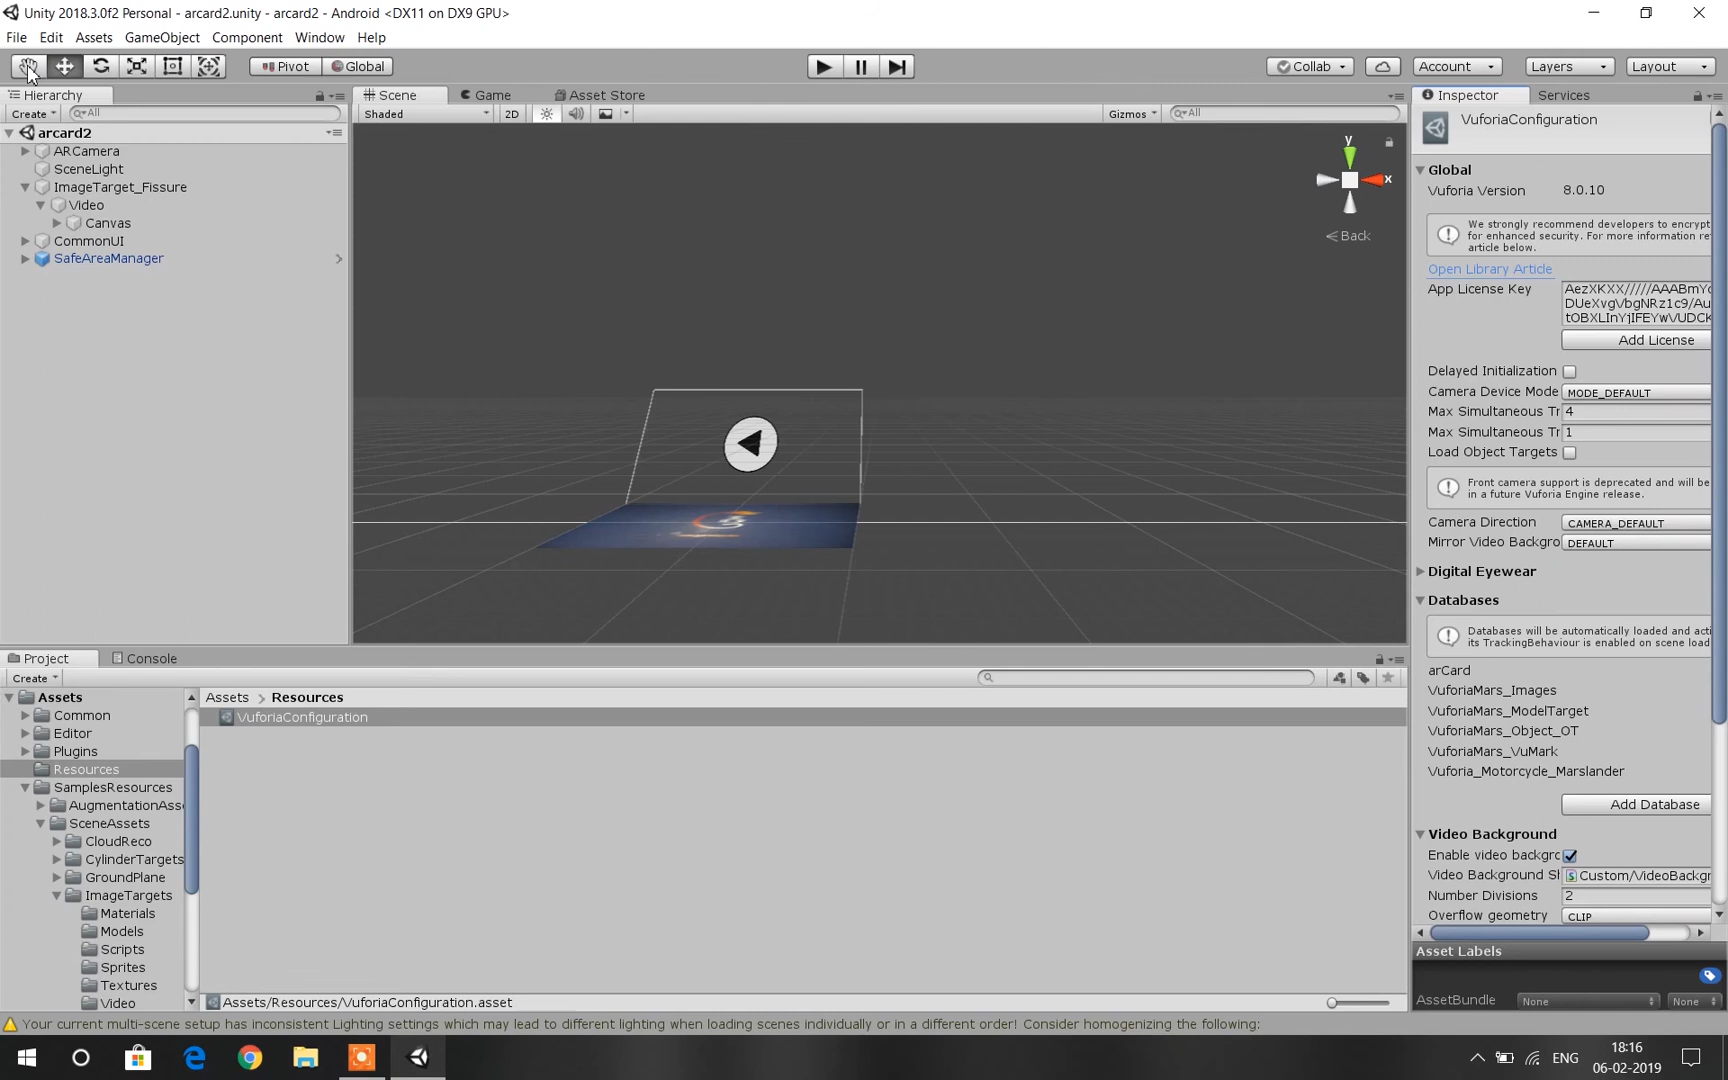 Unity 2018.3.0f2 Personal - arcard2.unity - arcard2 - Android <DX11 on DX9 GPU>
File Edit Assets GameObject Component Window Help
Pivot Global Collab Account Layers Layout
Hierarchy
Create All
arcard2
ARCamera
SceneLight
ImageTarget_Fissure
Video
Canvas
CommonUI
SafeAreaManager
Scene Game Asset Store
Shaded 2D Gizmos All
y
x
Back
Inspector Services
VuforiaConfiguration
Global
Vuforia Version 8.0.10
We strongly recommend developers to encrypt
for enhanced security. For more information re
article below.
Open Library Article
App License Key
Add License
Delayed Initialization
Camera Device Mode MODE_DEFAULT
Max Simultaneous Tr 4
Max Simultaneous Tr 1
Load Object Targets
Front camera support is deprecated and will be
in a future Vuforia Engine release.
Camera Direction CAMERA_DEFAULT
Mirror Video Backgro DEFAULT
Digital Eyewear
Databases
Databases will be automatically loaded and acti
its TrackingBehaviour is enabled on scene load
arCard
VuforiaMars_Images
VuforiaMars_ModelTarget
VuforiaMars_Object_OT
VuforiaMars_VuMark
Vuforia_Motorcycle_Marslander
Add Database
Video Background
Enable video backgrc
Video Background Sl Custom/VideoBackgr
Number Divisions 2
Overflow geometry CLIP
Asset Labels
AssetBundle None None
Project Console
Create
Assets
Common
Editor
Plugins
Resources
SamplesResources
AugmentationAsse
SceneAssets
CloudReco
CylinderTargets
GroundPlane
ImageTargets
Materials
Models
Scripts
Sprites
Textures
Video
Assets > Resources
VuforiaConfiguration
Assets/Resources/VuforiaConfiguration.asset
Your current multi-scene setup has inconsistent Lighting settings which may lead to different lighting when loading scenes individually or in a different order! Consider homogenizing the following:
ENG
18:16
06-02-2019